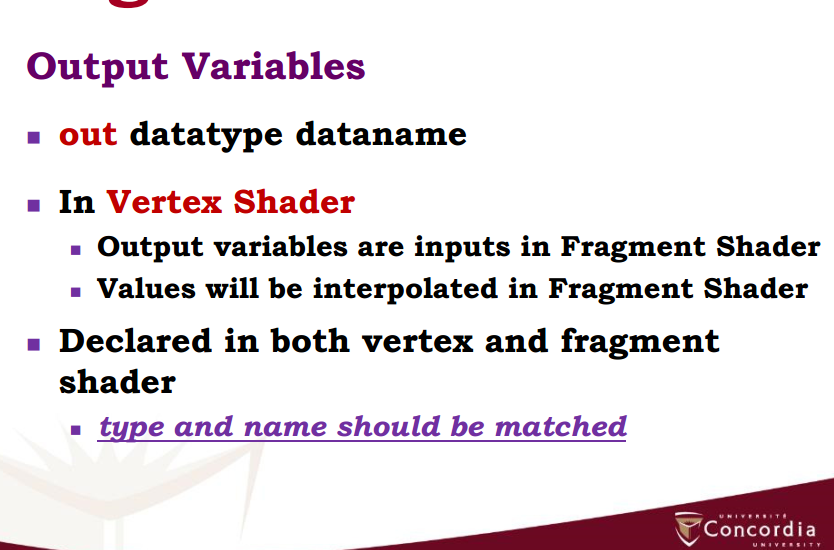 Output Variables
out datatype dataname
In Vertex Shader
Output variables are inputs in Fragment Shader
Values will be interpolated in Fragment Shader
Declared in both vertex and fragment
shader
type and name should be matched
UNIVERSITÉ
Concordia
UNIVERSITY